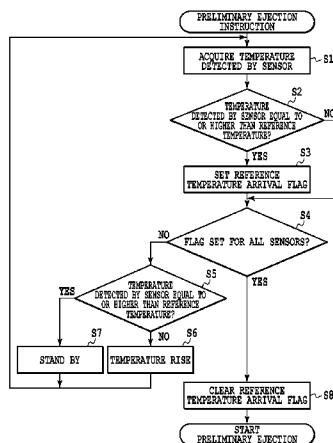 PRELIMINARY EJECTION
INSTRUCTION
ACQUIRE TEMPERATURE
DETECTED BY SENSOR
S1
S2
TEMPERATURE
DETECTED BY SENSOR EQUAL TO
OR HIGHER THAN REFERENCE
TEMPERATURE?
NO
YES
S3
SET REFERENCE
TEMPERATURE ARRIVAL FLAG
S4
FLAG SET FOR ALL SENSORS?
NO
YES
S5
TEMPERATURE
DETECTED BY SENSOR EQUAL TO
OR HIGHER THAN REFERENCE
TEMPERATURE?
YES
NO
S7
S6
STAND BY
TEMPERATURE RISE
CLEAR REFERENCE
TEMPERATURE ARRIVAL FLAG
S8
START
PRELIMINARY EJECTION